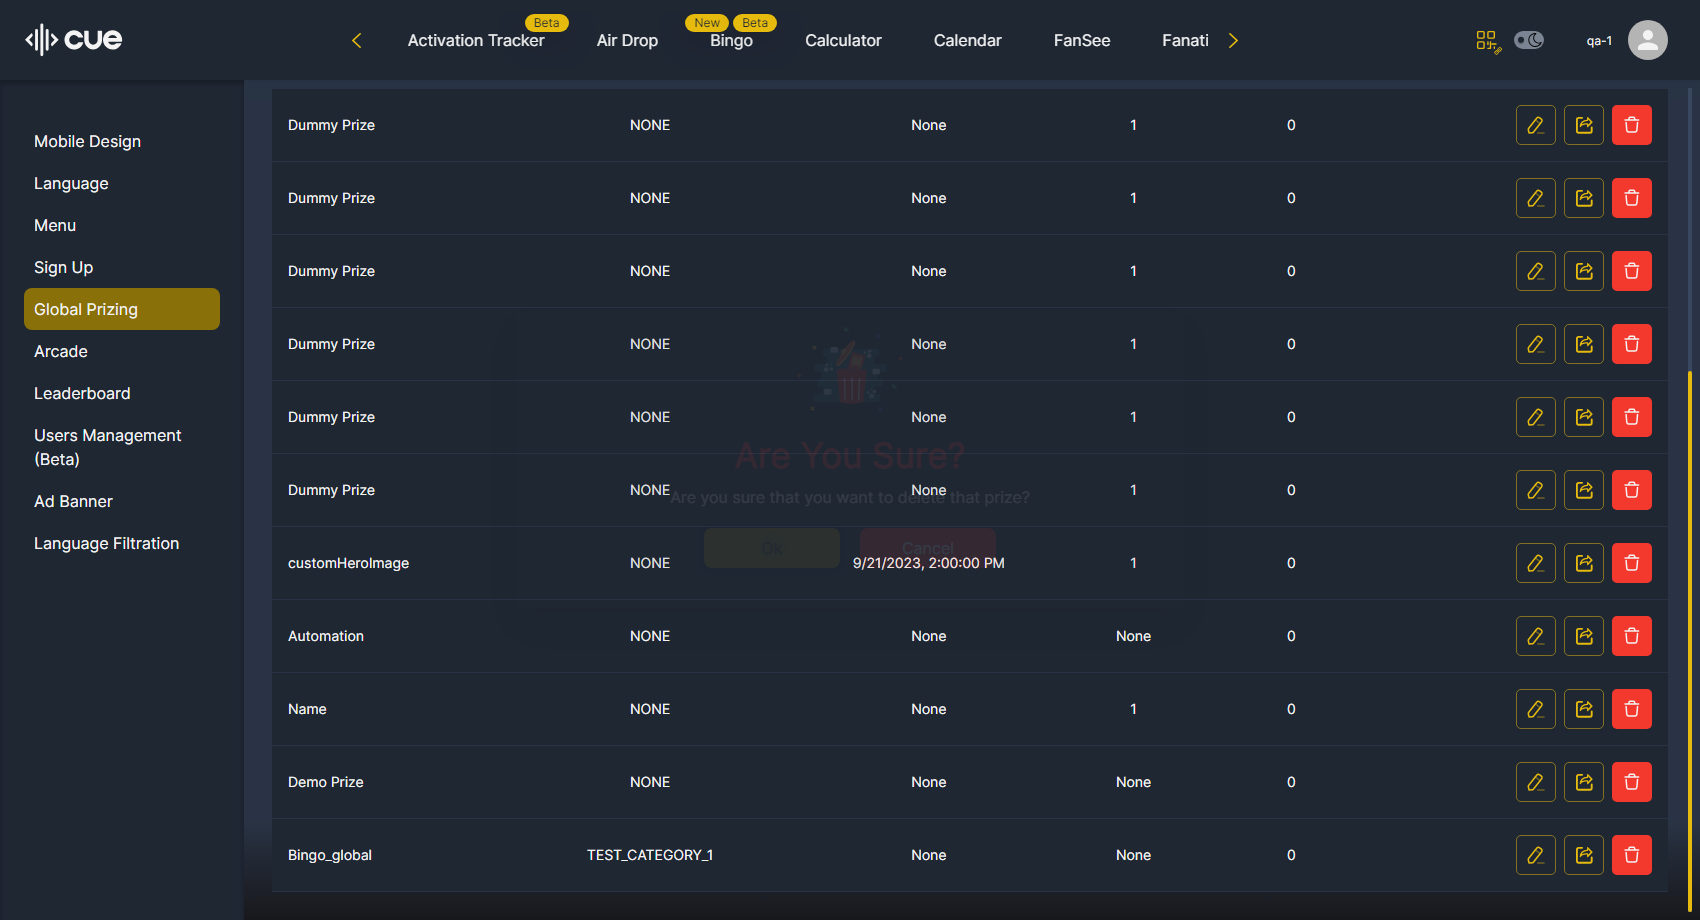 cue
Activation Tracker
Beta
Air Drop
New
Beta
Bingo
Calculator
Calendar
FanSee
Fanati
qa-1
Mobile Design
Language
Menu
Sign Up
Global Prizing
Arcade
Leaderboard
Users Management
(Beta)
Ad Banner
Language Filtration
Dummy Prize NONE None 1 0
Dummy Prize NONE None 1 0
Dummy Prize NONE None 1 0
Dummy Prize NONE None 1 0
Dummy Prize NONE None 1 0
Dummy Prize NONE None 1 0
customHeroImage NONE 9/21/2023, 2:00:00 PM 1 0
Automation NONE None None 0
Name NONE None 1 0
Demo Prize NONE None None 0
Bingo_global TEST_CATEGORY_1 None None 0
Are You Sure?
Are you sure that you want to delete that prize?
Ok
Cancel